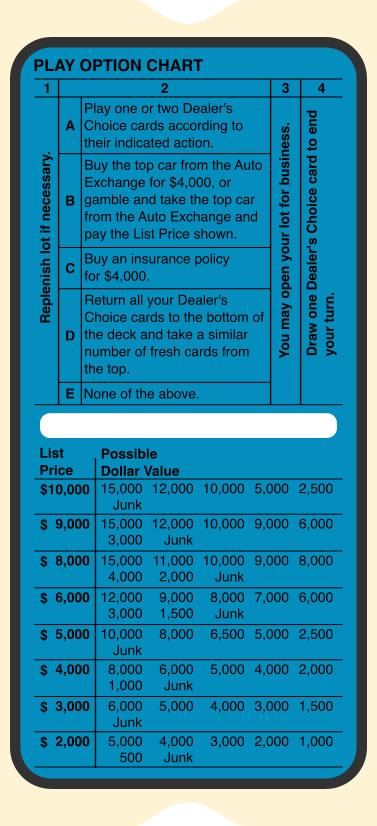 PLAY OPTION CHART
1 2 3 4
Replenish lot if necessary.
A Play one or two Dealer's
Choice cards according to
their indicated action.
B Buy the top car from the Auto
Exchange for $4,000, or
gamble and take the top car
from the Auto Exchange and
pay the List Price shown.
C Buy an insurance policy
for $4,000.
D Return all your Dealer's
Choice cards to the bottom of
the deck and take a similar
number of fresh cards from
the top.
E None of the above.
You may open your lot for business.
Draw one Dealer's Choice card to end
your turn.
List Possible
Price Dollar Value
$10,000 15,000 12,000 10,000 5,000 2,500
Junk
$ 9,000 15,000 12,000 10,000 9,000 6,000
3,000 Junk
$ 8,000 15,000 11,000 10,000 9,000 8,000
4,000 2,000 Junk
$ 6,000 12,000 9,000 8,000 7,000 6,000
3,000 1,500 Junk
$ 5,000 10,000 8,000 6,500 5,000 2,500
Junk
$ 4,000 8,000 6,000 5,000 4,000 2,000
1,000 Junk
$ 3,000 6,000 5,000 4,000 3,000 1,500
Junk
$ 2,000 5,000 4,000 3,000 2,000 1,000
500 Junk